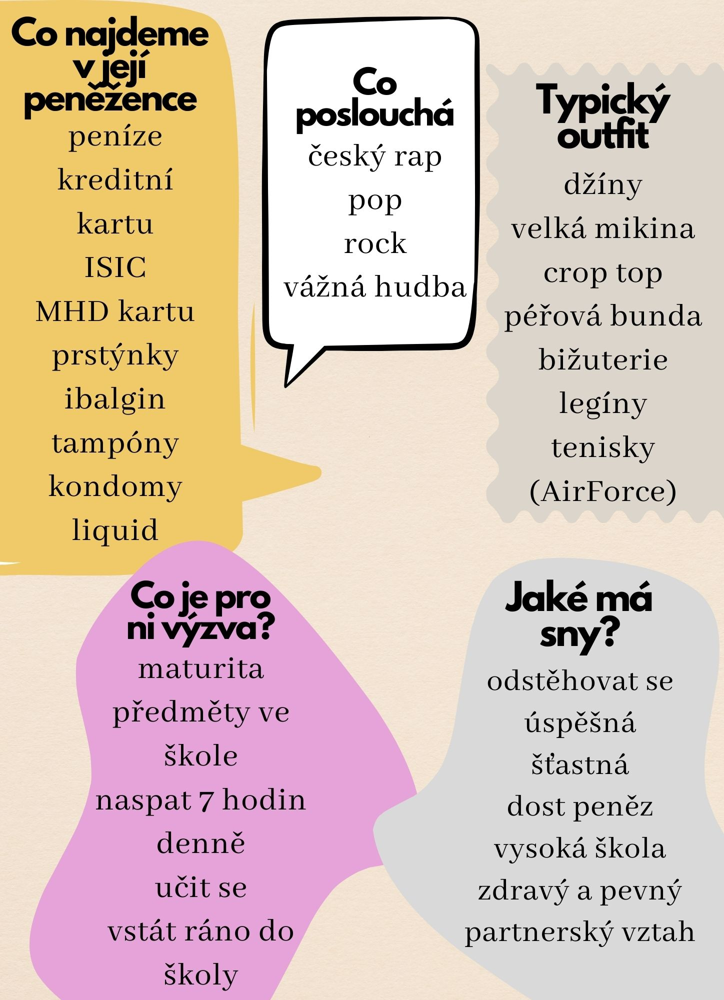 Co najdeme
v její
peněžence
peníze
kreditní
kartu
ISIC
MHD kartu
prstýnky
ibalgin
tampóny
kondomy
liquid
Co
poslouchá
český rap
pop
rock
vážná hudba
Typický
outfit
džíny
velká mikina
crop top
péřová bunda
bižuterie
legíny
tenisky
(AirForce)
Co je pro
ni výzva?
maturita
předměty ve
škole
naspat 7 hodin
denně
učit se
vstát ráno do
školy
Jaké má
sny?
odstěhovat se
úspěšná
šťastná
dost peněz
vysoká škola
zdravý a pevný
partnerský vztah